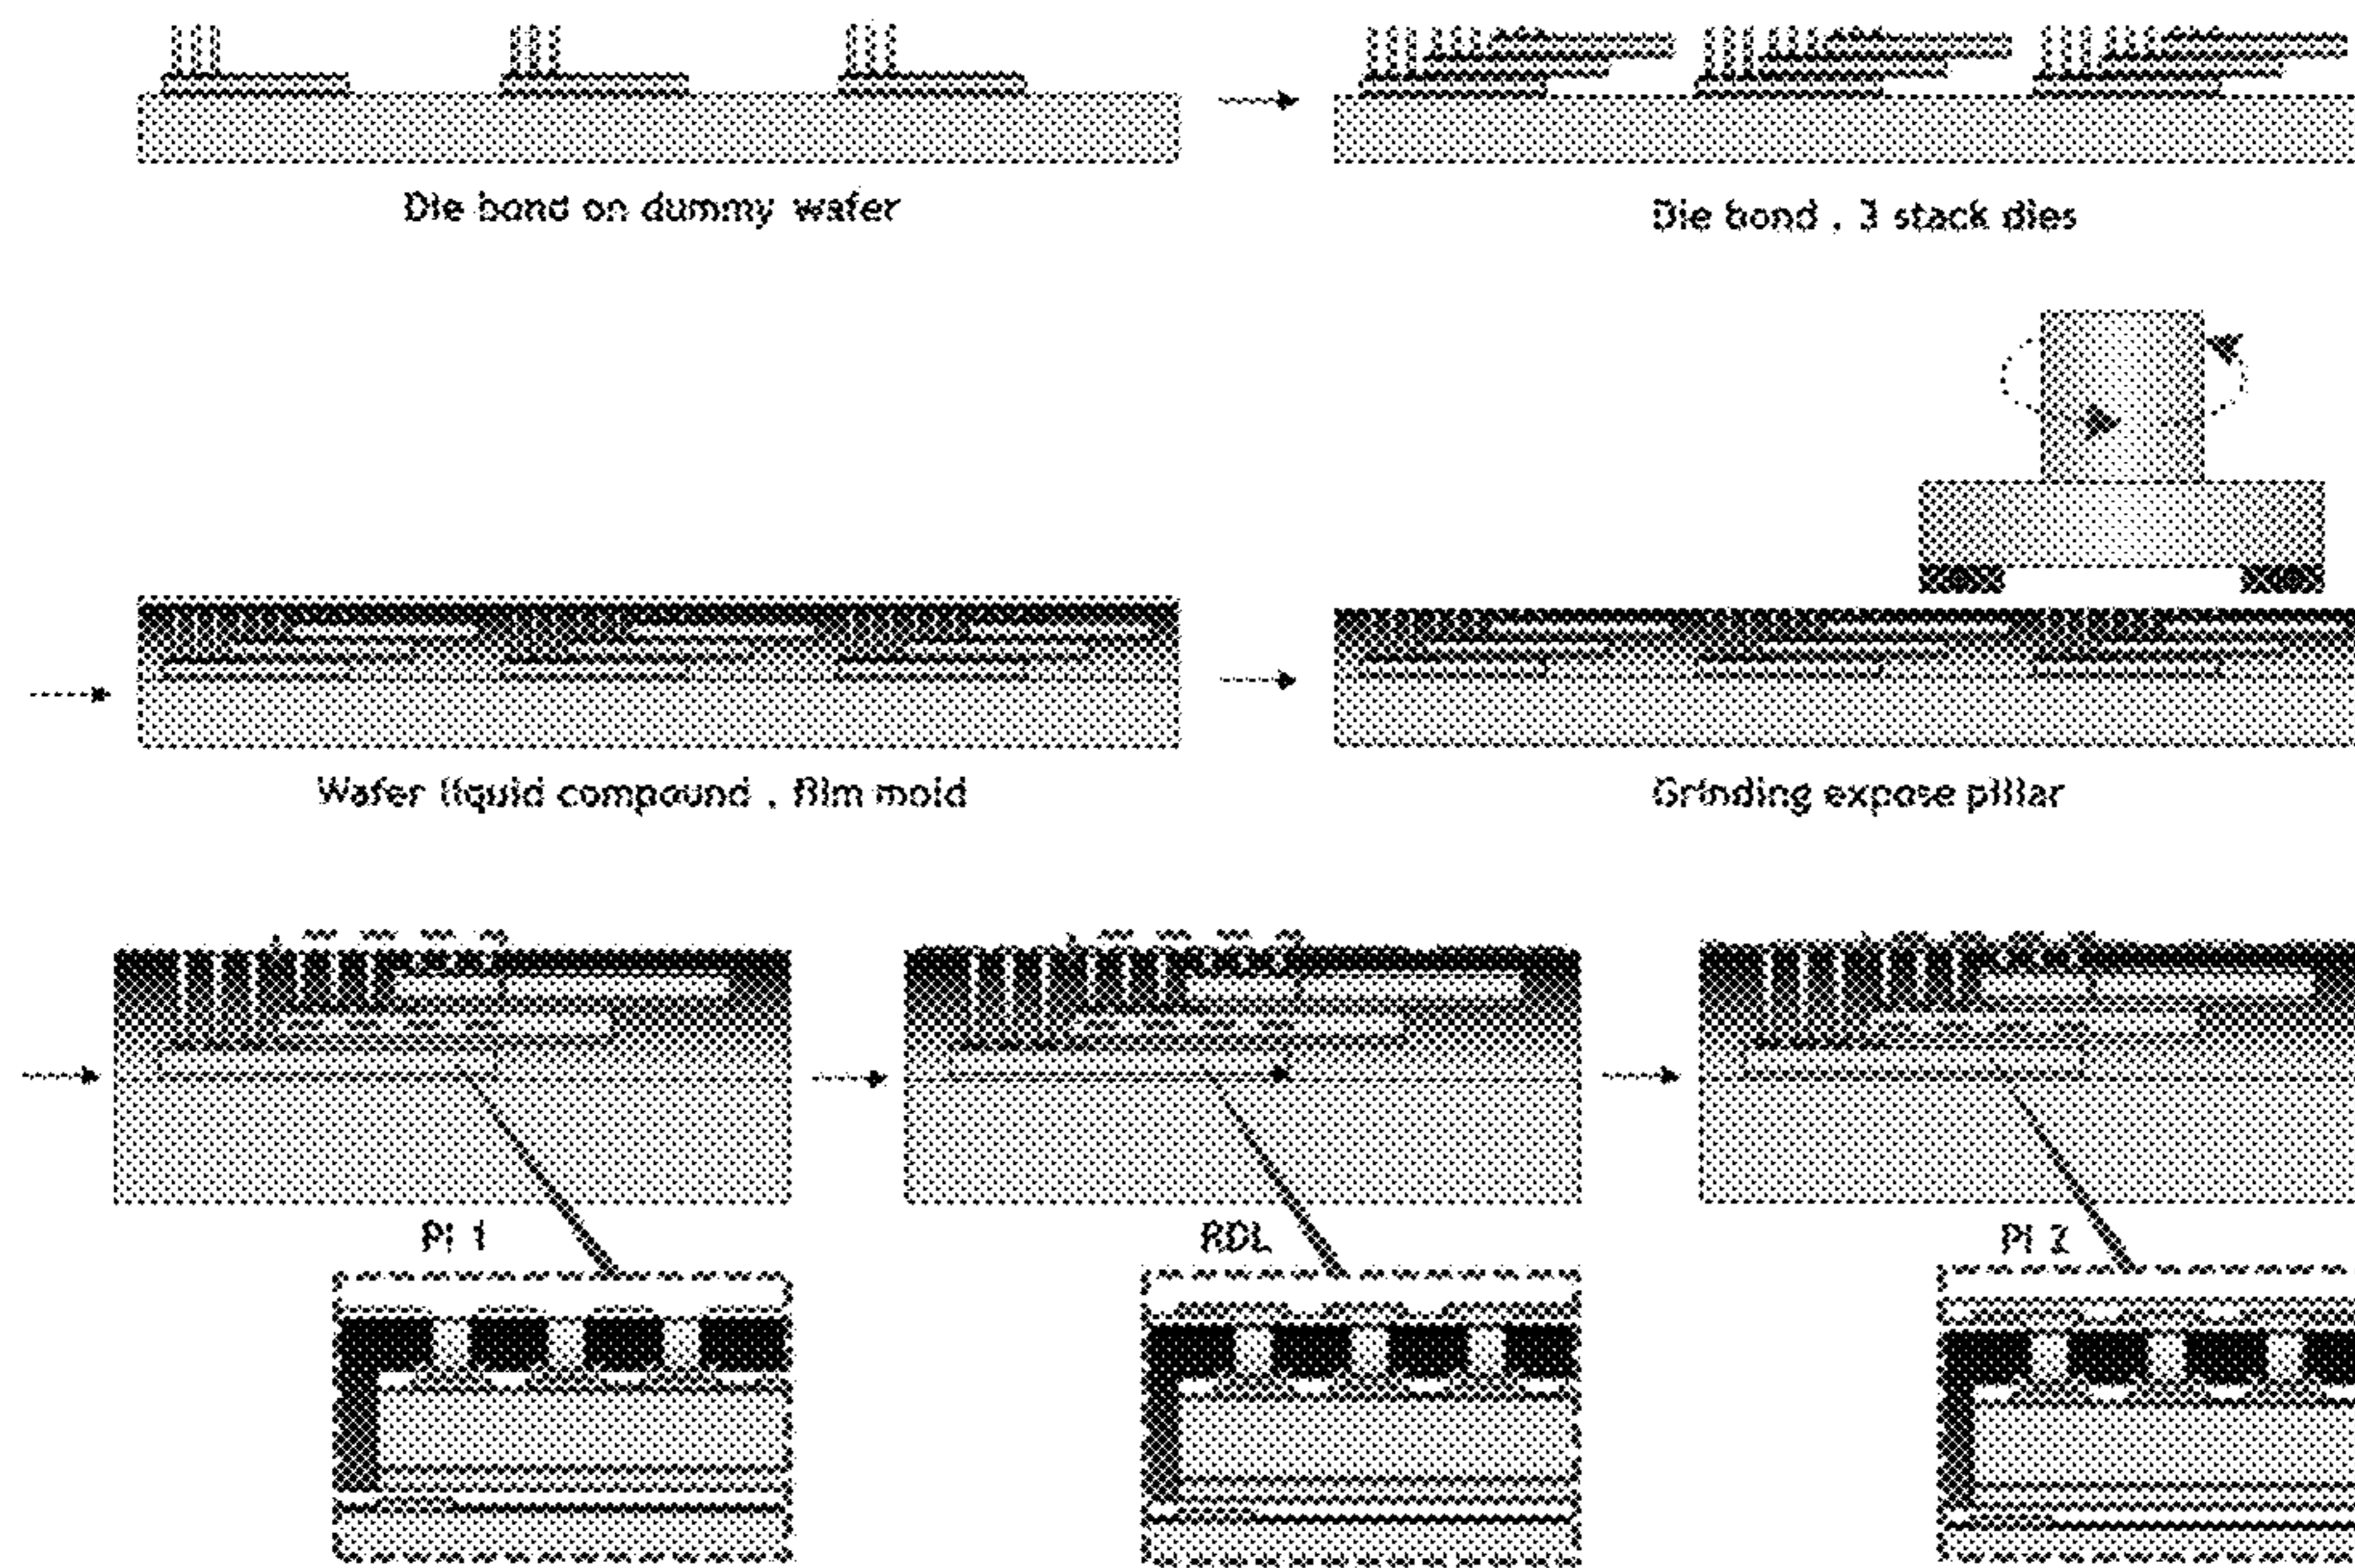 Die bond on dummy wafer
Die bond , 3 stack dies
Wafer liquid compound , film mold
Grinding expose pillar
PI 1
RDL
PI 2